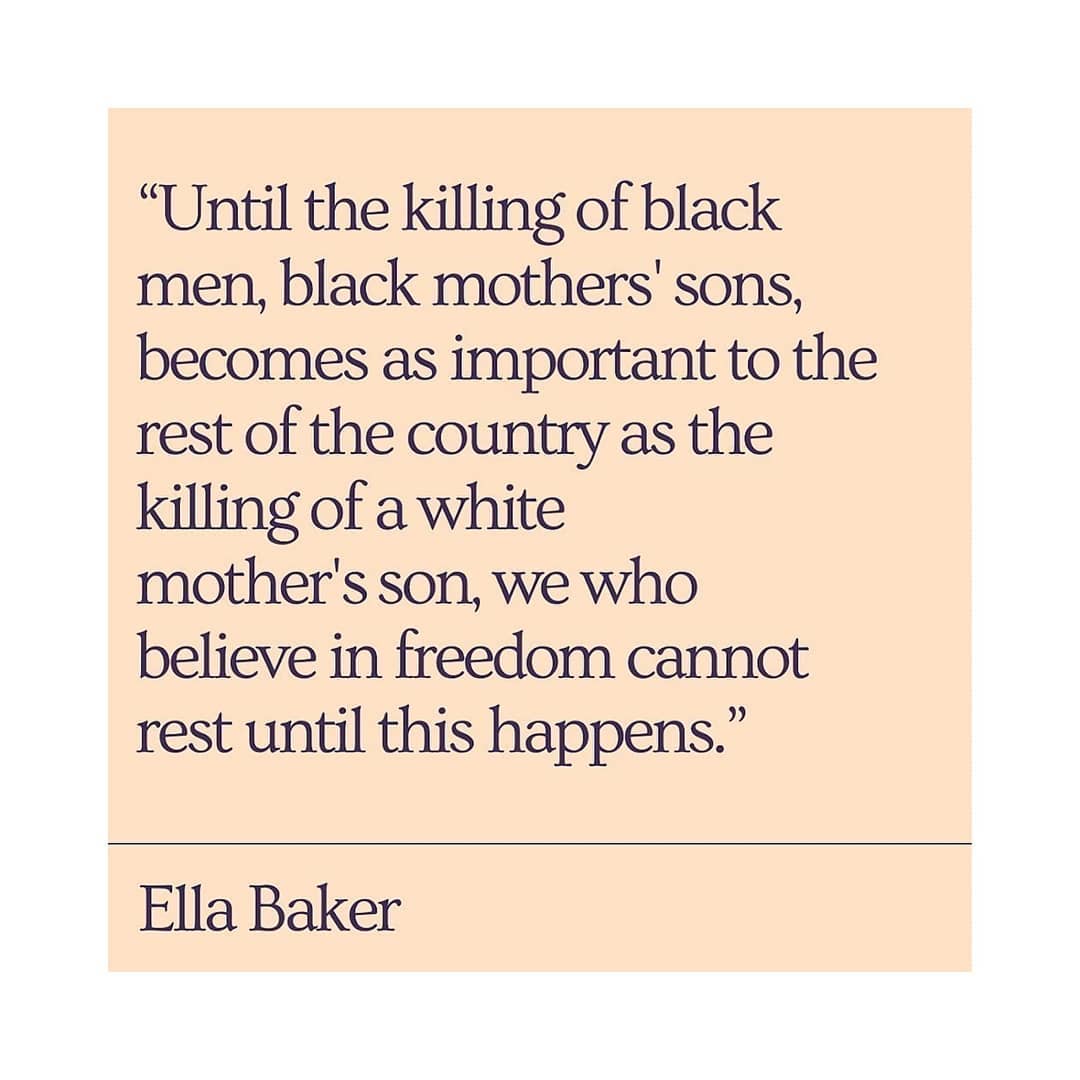 “Until the killing of black
men, black mothers' sons,
becomes as important to the
rest of the country as the
killing of a white
mother's son, we who
believe in freedom cannot
rest until this happens.”
Ella Baker